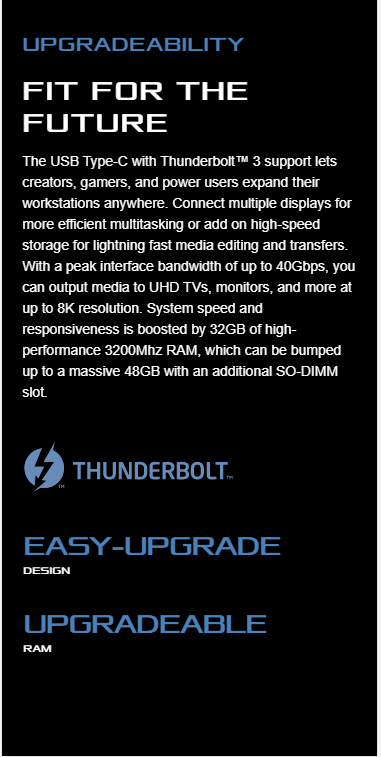 UPGRADEABILITY
FIT FOR THE
FUTURE
The USB Type-C with Thunderbolt™ 3 support lets
creators, gamers, and power users expand their
workstations anywhere. Connect multiple displays for
more efficient multitasking or add on high-speed
storage for lightning fast media editing and transfers.
With a peak interface bandwidth of up to 40Gbps, you
can output media to UHD TVs, monitors, and more at
up to 8K resolution. System speed and
responsiveness is boosted by 32GB of high-
performance 3200Mhz RAM, which can be bumped
up to a massive 48GB with an additional SO-DIMM
slot.
THUNDERBOLT™
™
EASY-UPGRADE
DESIGN
UPGRADEABLE
RAM